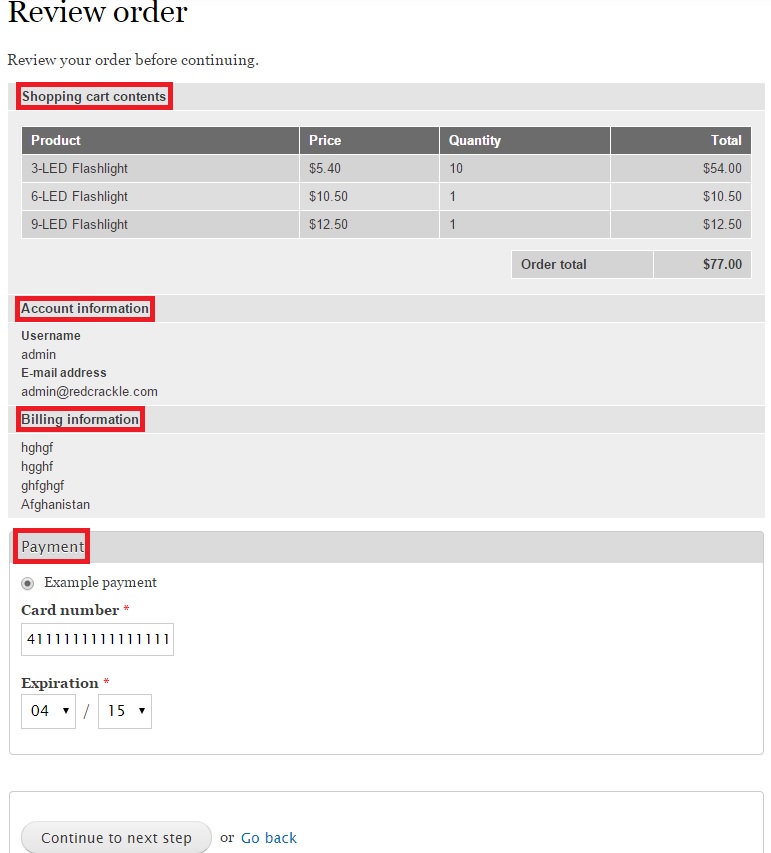 Review order
Review your order before continuing.
Shopping cart contents
Product Price Quantity Total
3-LED Flashlight $5.40 10 $54.00
6-LED Flashlight $10.50 1 $10.50
9-LED Flashlight $12.50 1 $12.50
Order total $77.00
Account information
Username
admin
E-mail address
admin@redcrackle.com
Billing information
hghgf
hgghf
ghfghgf
Afghanistan
Payment
Example payment
Card number *
4111111111111111
Expiration *
04 / 15
Continue to next step or Go back